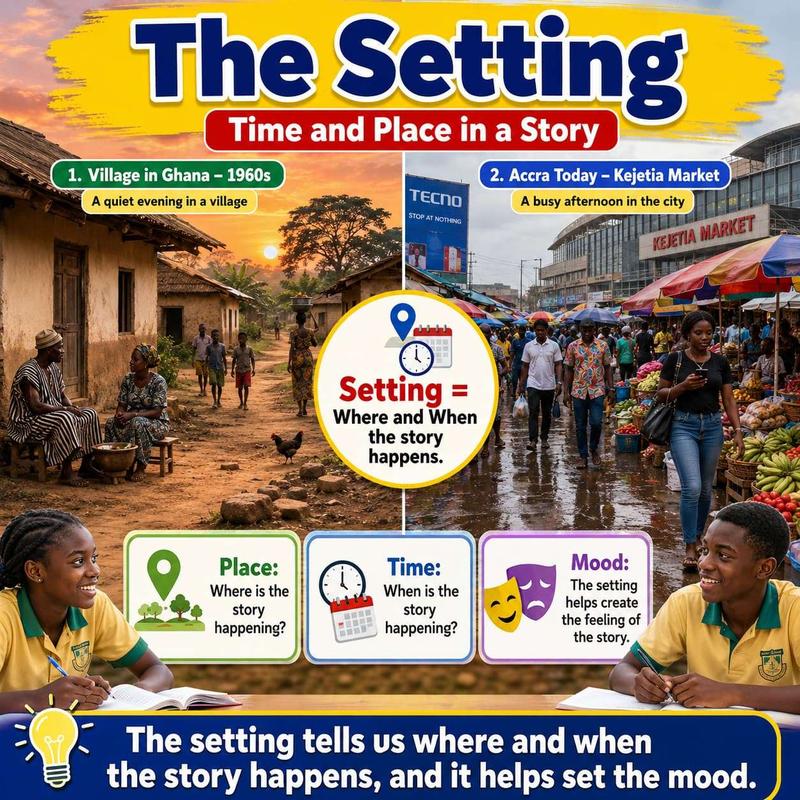 The Setting
Time and Place in a Story
1. Village in Ghana – 1960s
A quiet evening in a village
2. Accra Today – Kejetia Market
A busy afternoon in the city
TECNO
STOP AT NOTHING
KEJETIA MARKET
Setting =
Where and When
the story
happens.
Place:
Where is the
story
happening?
Time:
When is the
story
happening?
Mood:
The setting
helps create
the feeling of
the story.
The setting tells us where and when
the story happens, and it helps set the mood.